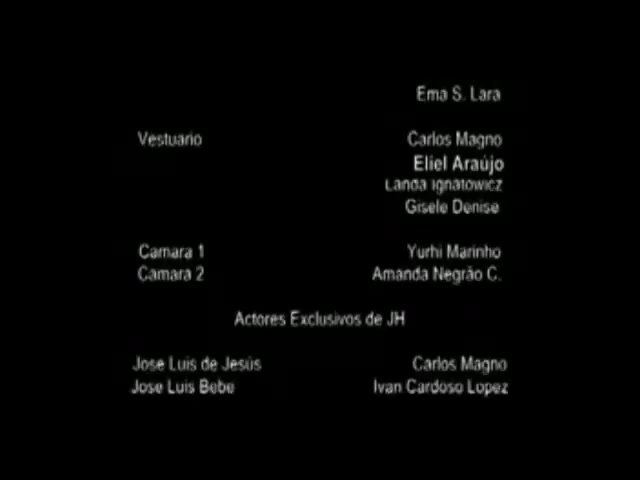 Ema S. Lara
Vestuario Carlos Magno
Eliel Araújo
Landa Ignatowicz
Gisele Denise
Camara 1 Yurhi Marinho
Camara 2 Amanda Negrão C.
Actores Exclusivos de JH
Jose Luis de Jesús Carlos Magno
Jose Luis Bebe Ivan Cardoso Lopez